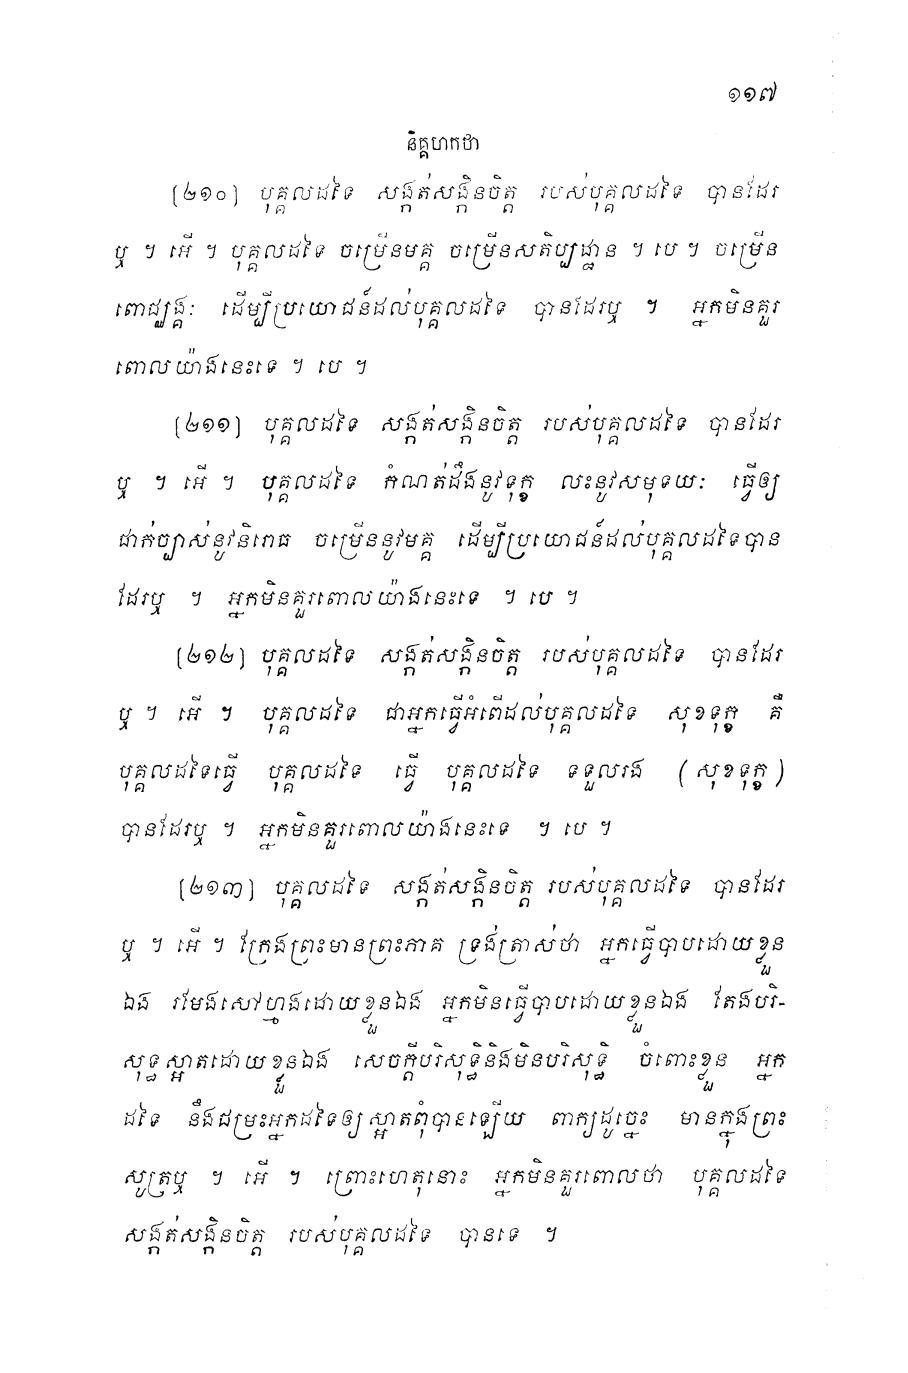 ១១៧
និគ្គហកថា
(២១០) បុគ្គលដទៃ សង្កត់សង្កិនចិត្ត របស់បុគ្គលដទៃ បានដែរ
ឬ ។ អើ ។ បុគ្គលដទៃ ចម្រើនមគ្គ ចម្រើនសតិប្បដ្ឋាន ។ បេ ។ ចម្រើន
ពោជ្ឈង្គៈ ដើម្បីប្រយោជន៍ដល់បុគ្គលដទៃ បានដែរឬ ។ អ្នកមិនគួរ
ពោលយ៉ាងនេះទេ ។ បេ ។
(២១១) បុគ្គលដទៃ សង្កត់សង្កិនចិត្ត របស់បុគ្គលដទៃ បានដែរ
ឬ ។ អើ ។ បុគ្គលដទៃ កំណត់ដឹងនូវទុក្ខ លះនូវសមុទយៈ ធ្វើឲ្យ
ជាក់ច្បាស់នូវនិរោធ ចម្រើននូវមគ្គ ដើម្បីប្រយោជន៍ដល់បុគ្គលដទៃបាន
ដែរឬ ។ អ្នកមិនគួរពោលយ៉ាងនេះទេ ។ បេ ។
(២១២) បុគ្គលដទៃ សង្កត់សង្កិនចិត្ត របស់បុគ្គលដទៃ បានដែរ
ឬ ។ អើ ។ បុគ្គលដទៃ ជាអ្នកធ្វើអំពើដល់បុគ្គលដទៃ សុខទុក្ខ គឺ
បុគ្គលដទៃធ្វើ បុគ្គលដទៃ ធ្វើ បុគ្គលដទៃ ទទួលរង (សុខទុក្ខ)
បានដែរឬ ។ អ្នកមិនគួរពោលយ៉ាងនេះទេ ។ បេ ។
(២១៣) បុគ្គលដទៃ សង្កត់សង្កិនចិត្ត របស់បុគ្គលដទៃ បានដែរ
ឬ ។ អើ ។ ក្រែងព្រះមានព្រះភាគ ទ្រង់ត្រាស់ថា អ្នកធ្វើបាបដោយខ្លួន
ឯង រមែងសៅហ្មងដោយខ្លួនឯង អ្នកមិនធ្វើបាបដោយខ្លួនឯង តែងបរិ-
សុទ្ធស្អាតដោយខ្លួនឯង សេចក្តីបរិសុទ្ធិនិងមិនបរិសុទ្ធិ ចំពោះខ្លួន អ្នក
ដទៃ នឹងជម្រះអ្នកដទៃឲ្យស្អាតពុំបានឡើយ ពាក្យដូច្នេះ មានក្នុងព្រះ
សូត្រឬ ។ អើ ។ ព្រោះហេតុនោះ អ្នកមិនគួរពោលថា បុគ្គលដទៃ
សង្កត់សង្កិនចិត្ត របស់បុគ្គលដទៃ បានទេ ។